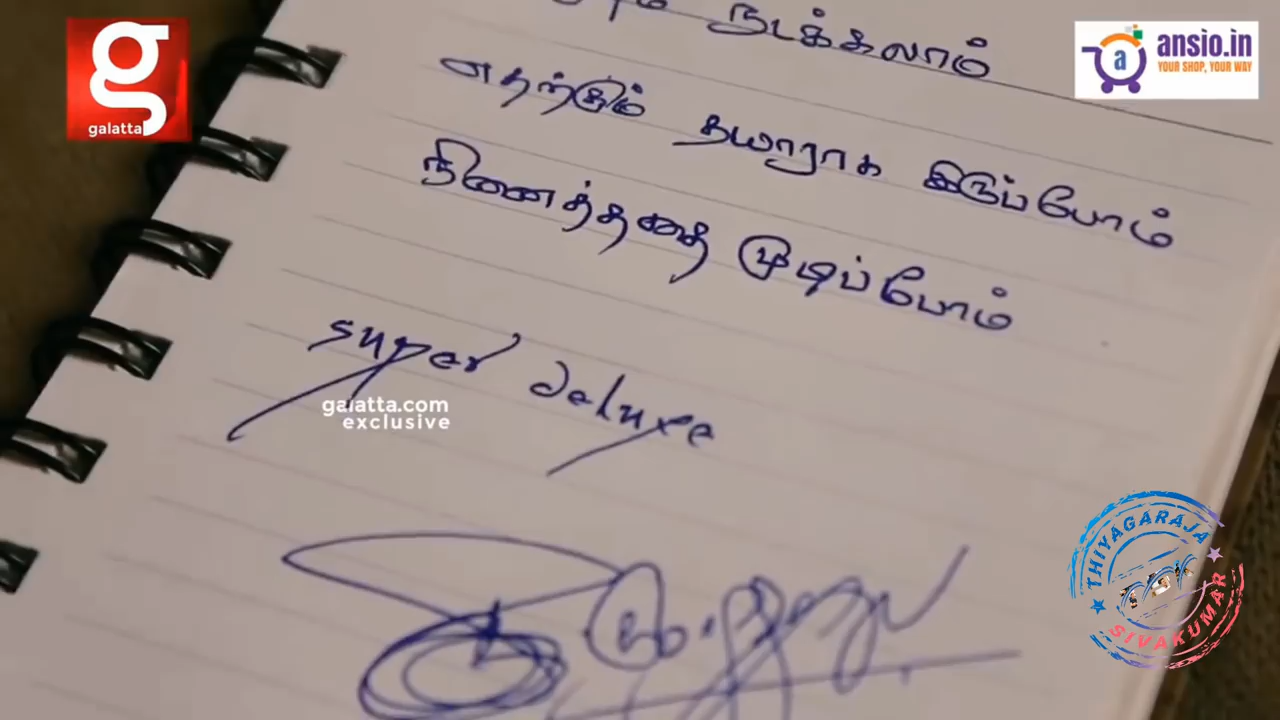 நடக்கலாம்
எதற்கும் தயாராக இருப்போம்
நினைத்ததை முடிப்போம்
super deluxe
galatta
ansio.in
YOUR SHOP, YOUR WAY
galatta.com
exclusive
THIYAGARAJA
SIVAKUMAR